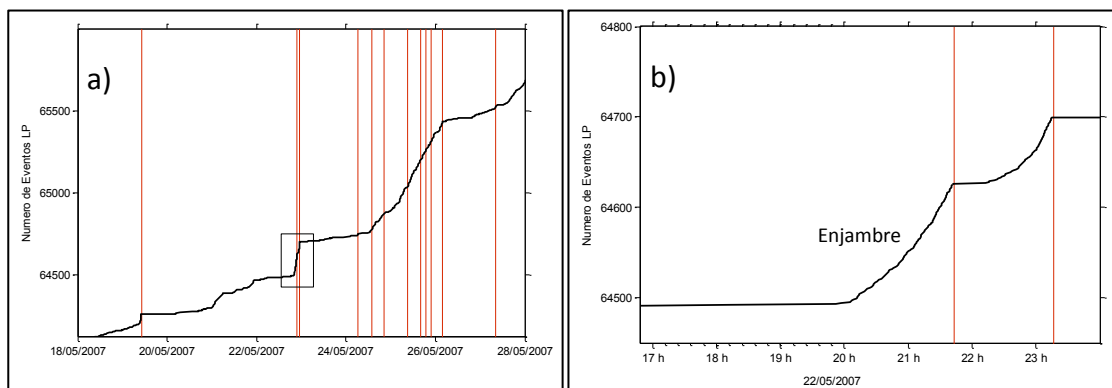 a)
Numero de Eventos LP
65500
65000
64500
18/05/2007 20/05/2007 22/05/2007 24/05/2007 26/05/2007 28/05/2007
b)
Numero de Eventos LP
64800
64700
64600
64500
Enjambre
17 h 18 h 19 h 20 h 21 h 22 h 23 h
22/05/2007